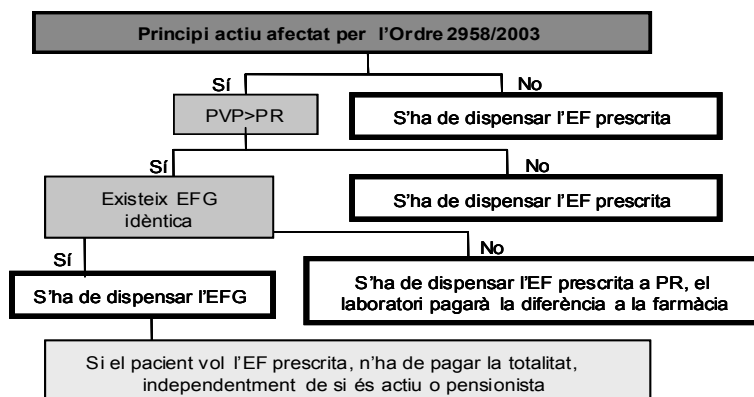 Principi actiu afectat per l'Ordre 2958/2003
Sí
No
PVP>PR
S'ha de dispensar l'EF prescrita
Sí
No
Existeix EFG
idèntica
S'ha de dispensar l'EF prescrita
Sí
No
S'ha de dispensar l'EFG
S'ha de dispensar l'EF prescrita a PR, el
laboratori pagarà la diferència a la farmàcia
Si el pacient vol l'EF prescrita, n'ha de pagar la totalitat,
independentment de si és actiu o pensionista